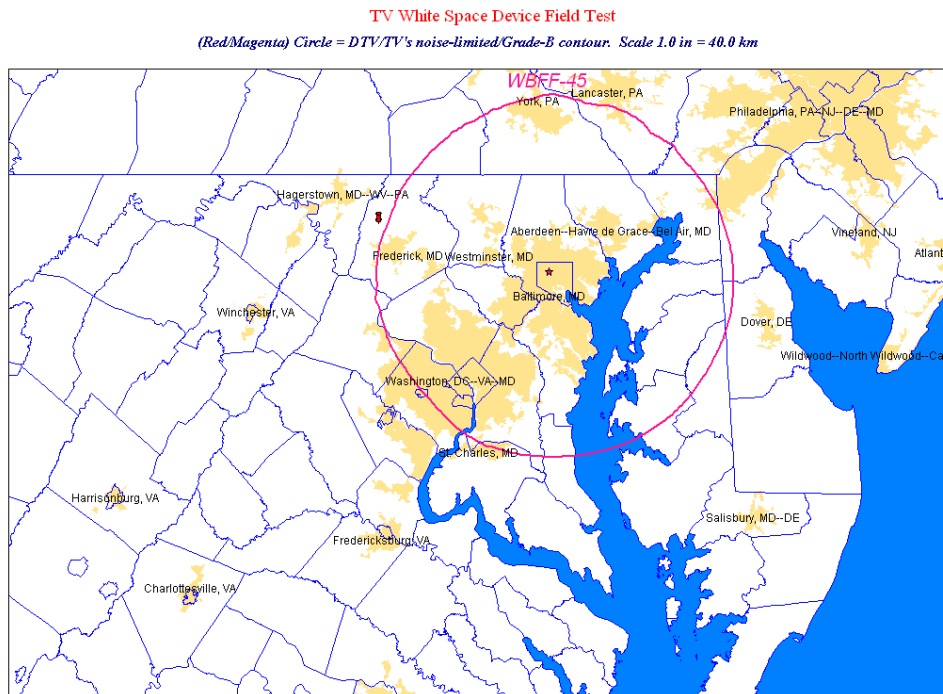 TV White Space Device Field Test
(Red/Magenta) Circle = DTV/TV's noise-limited/Grade-B contour. Scale 1.0 in = 40.0 km
WBFF-45
Lancaster, PA
York, PA
Philadelphia, PA--NJ--DE--MD
Hagerstown, MD--WV--PA
Aberdeen--Havre de Grace--Bel Air, MD
Vineland, NJ
Frederick, MD
Westminster, MD
Atlant
Baltimore, MD
Winchester, VA
Dover, DE
Wildwood--North Wildwood--Ca
Washington, DC--VA--MD
St. Charles, MD
Harrisonburg, VA
Salisbury, MD--DE
Fredericksburg, VA
Charlottesville, VA